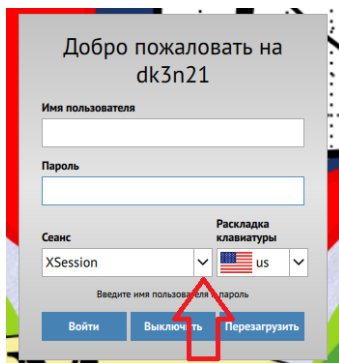 Добро пожаловать на
dk3n21
Имя пользователя
Пароль
Сеанс
Раскладка
клавиатуры
XSession
us
Введите имя пользователя и пароль
Войти Выключить Перезагрузить